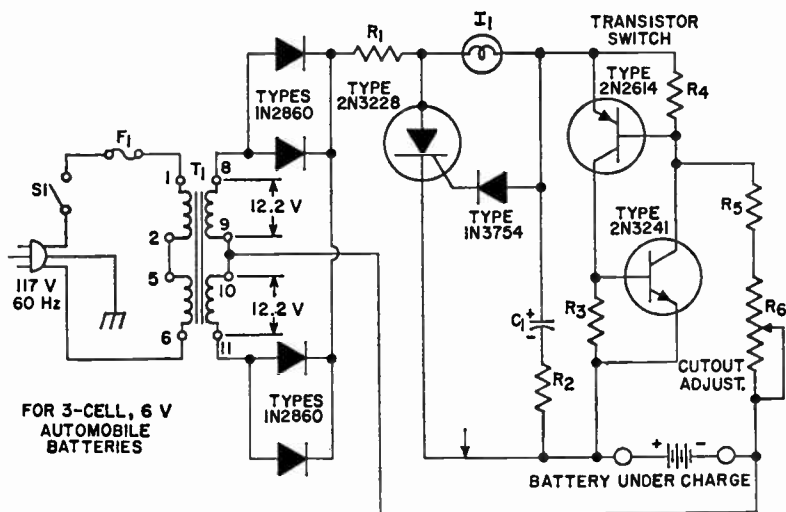 I1
R1
TRANSISTOR
SWITCH
TYPE
2N3228
TYPE
2N2614
R4
TYPES
1N2860
F1
S1
T1
1
8
12.2 V
2
9
5
10
12.2 V
6
11
117 V
60 Hz
TYPE
1N3754
TYPE
2N3241
R5
R3
R6
C1
+
-
R2
CUTOUT
ADJUST.
TYPES
1N2860
FOR 3-CELL, 6 V
AUTOMOBILE
BATTERIES
+ -
BATTERY UNDER CHARGE